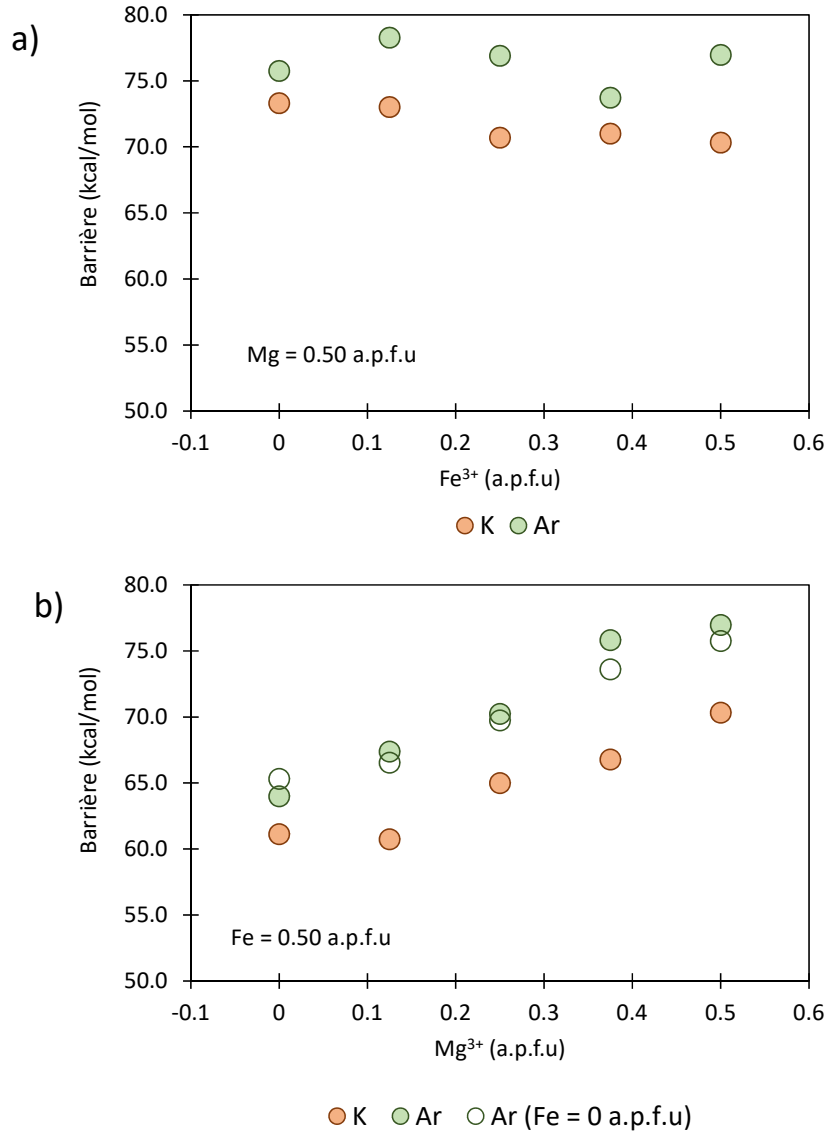 a)
Barrière (kcal/mol)
80.0
75.0
70.0
65.0
60.0
55.0
50.0
Mg = 0.50 a.p.f.u
-0.1 0 0.1 0.2 0.3 0.4 0.5 0.6
Fe³⁺ (a.p.f.u)
K Ar
b)
Barrière (kcal/mol)
80.0
75.0
70.0
65.0
60.0
55.0
50.0
Fe = 0.50 a.p.f.u
-0.1 0 0.1 0.2 0.3 0.4 0.5 0.6
Mg³⁺ (a.p.f.u)
K Ar Ar (Fe = 0 a.p.f.u)